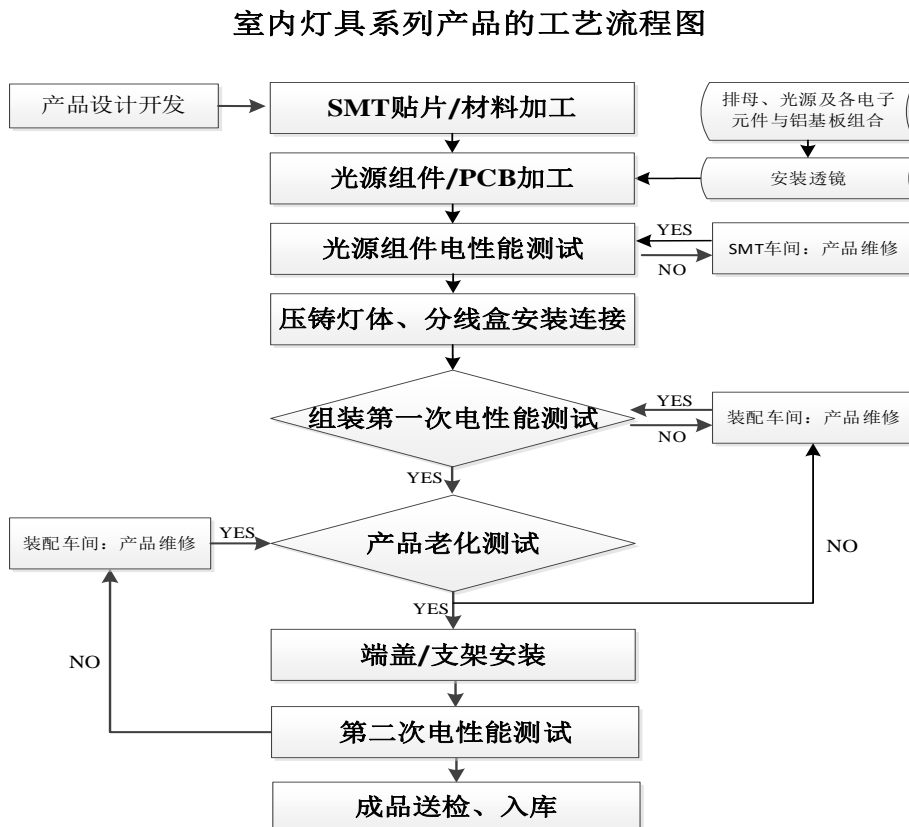 室内灯具系列产品的工艺流程图
产品设计开发
SMT贴片/材料加工
排母、光源及各电子
元件与铝基板组合
光源组件/PCB加工
安装透镜
光源组件电性能测试
YES
NO
SMT车间：产品维修
压铸灯体、分线盒安装连接
组装第一次电性能测试
YES
NO
装配车间：产品维修
YES
装配车间：产品维修
YES
产品老化测试
NO
YES
端盖/支架安装
NO
第二次电性能测试
成品送检、入库